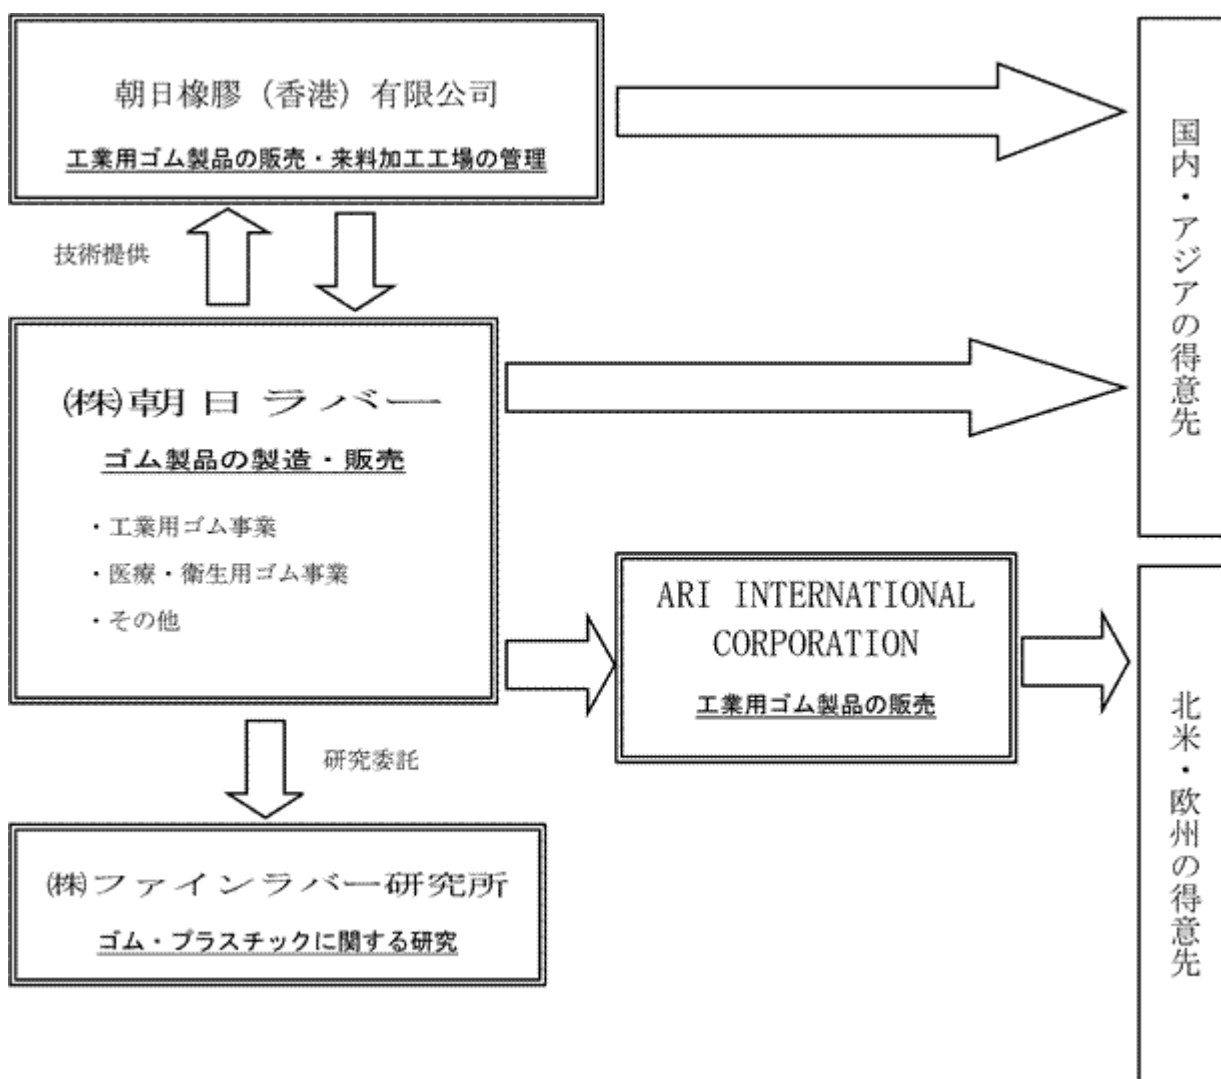 朝日橡膠（香港）有限公司
工業用ゴム製品の販売・来料加工工場の管理
国内・アジアの得意先
技術提供
㈱朝日ラバー
ゴム製品の製造・販売
・工業用ゴム事業
・医療・衛生用ゴム事業
・その他
ARI INTERNATIONAL
CORPORATION
工業用ゴム製品の販売
北米・欧州の得意先
研究委託
㈱ファインラバー研究所
ゴム・プラスチックに関する研究